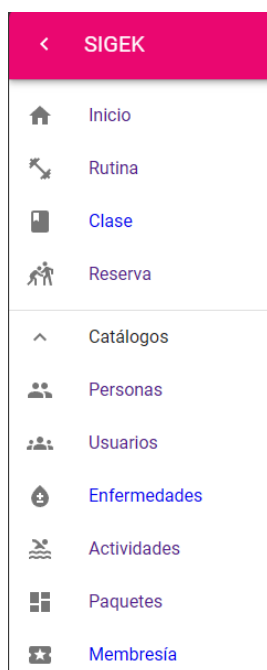 SIGEK
Inicio
Rutina
Clase
Reserva
Catálogos
Personas
Usuarios
Enfermedades
Actividades
Paquetes
Membresía